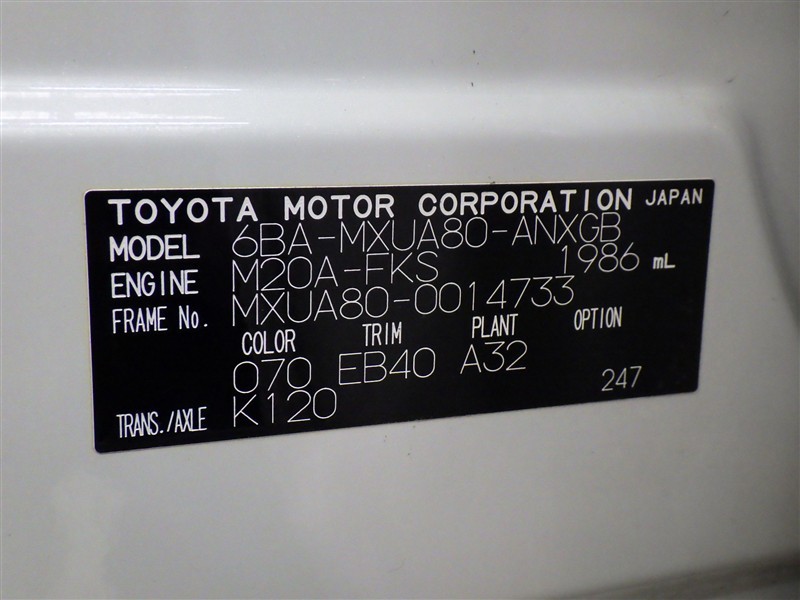 TOYOTA MOTOR CORPORATION JAPAN
MODEL 6BA-MXUA80-ANXGB
ENGINE M20A-FKS 1986 mL
FRAME No. MXUA80-0014733
COLOR TRIM PLANT OPTION
070 EB40 A32
TRANS./AXLE K120 247